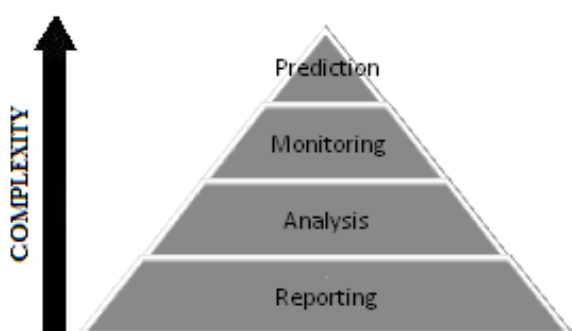 COMPLEXITY
Prediction
Monitoring
Analysis
Reporting